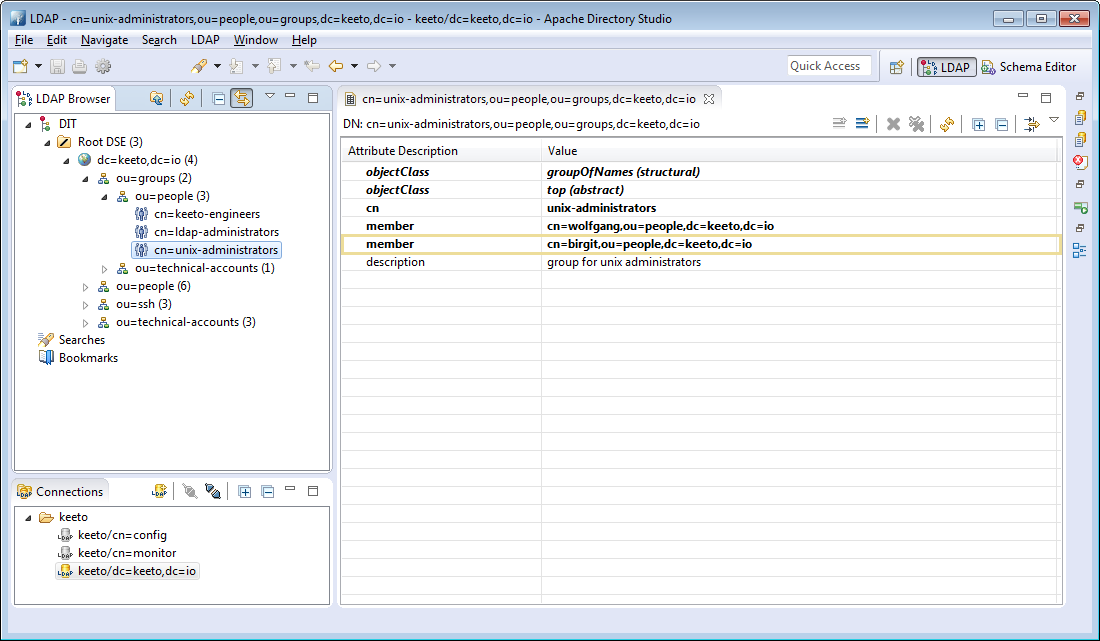 LDAP - cn=unix-administrators,ou=people,ou=groups,dc=keeto,dc=io - keeto/dc=keeto,dc=io - Apache Directory Studio
File Edit Navigate Search LDAP Window Help
Quick Access
LDAP
Schema Editor
LDAP Browser
DIT
Root DSE (3)
dc=keeto,dc=io (4)
ou=groups (2)
ou=people (3)
cn=keeto-engineers
cn=ldap-administrators
cn=unix-administrators
ou=technical-accounts (1)
ou=people (6)
ou=ssh (3)
ou=technical-accounts (3)
Searches
Bookmarks
Connections
LDAP
keeto
LDAP keeto/cn=config
LDAP keeto/cn=monitor
LDAP keeto/dc=keeto,dc=io
cn=unix-administrators,ou=people,ou=groups,dc=keeto,dc=io
DN: cn=unix-administrators,ou=people,ou=groups,dc=keeto,dc=io
Attribute Description Value
objectClass groupOfNames (structural)
objectClass top (abstract)
cn unix-administrators
member cn=wolfgang,ou=people,dc=keeto,dc=io
member cn=birgit,ou=people,dc=keeto,dc=io
description group for unix administrators